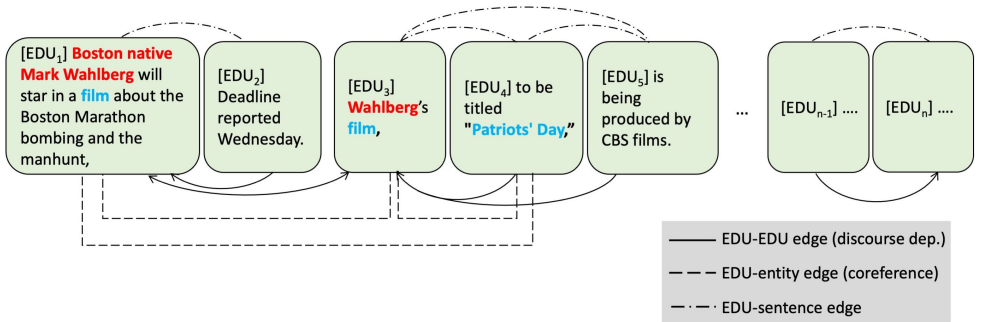 [EDU₁] Boston native
Mark Wahlberg will
star in a film about the
Boston Marathon
bombing and the
manhunt,
[EDU₂]
Deadline
reported
Wednesday.
[EDU₃]
Wahlberg's
film,
[EDU₄] to be
titled
"Patriots' Day,”
[EDU₅] is
being
produced by
CBS films.
...
[EDUₙ₋₁] ....
[EDUₙ] ....
EDU-EDU edge (discourse dep.)
EDU-entity edge (coreference)
EDU-sentence edge